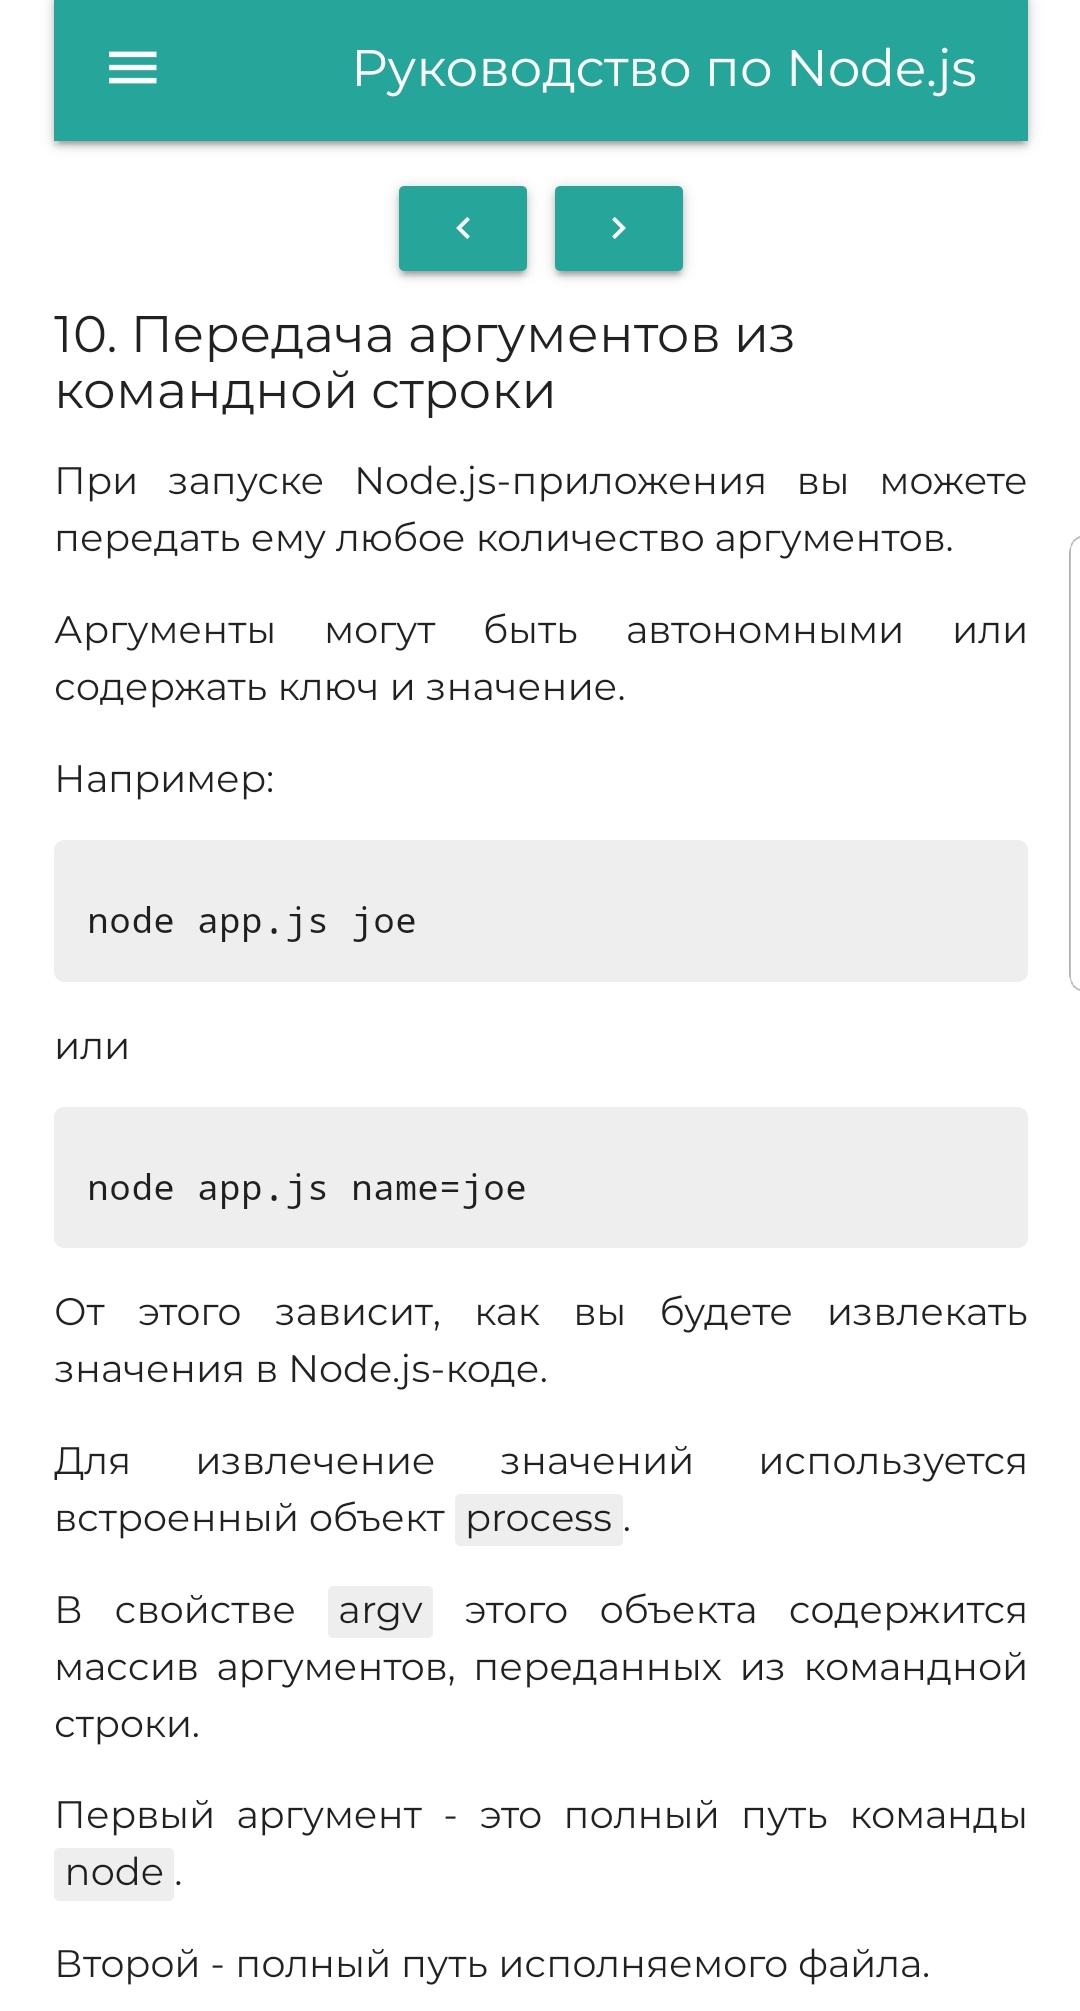 Руководство по Node.js
10. Передача аргументов из
командной строки
При запуске Node.js-приложения вы можете
передать ему любое количество аргументов.
Аргументы могут быть автономными или
содержать ключ и значение.
Например:
node app.js joe
или
node app.js name=joe
От этого зависит, как вы будете извлекать
значения в Node.js-коде.
Для извлечение значений используется
встроенный объект process.
В свойстве argv этого объекта содержится
массив аргументов, переданных из командной
строки.
Первый аргумент - это полный путь команды
node.
Второй - полный путь исполняемого файла.